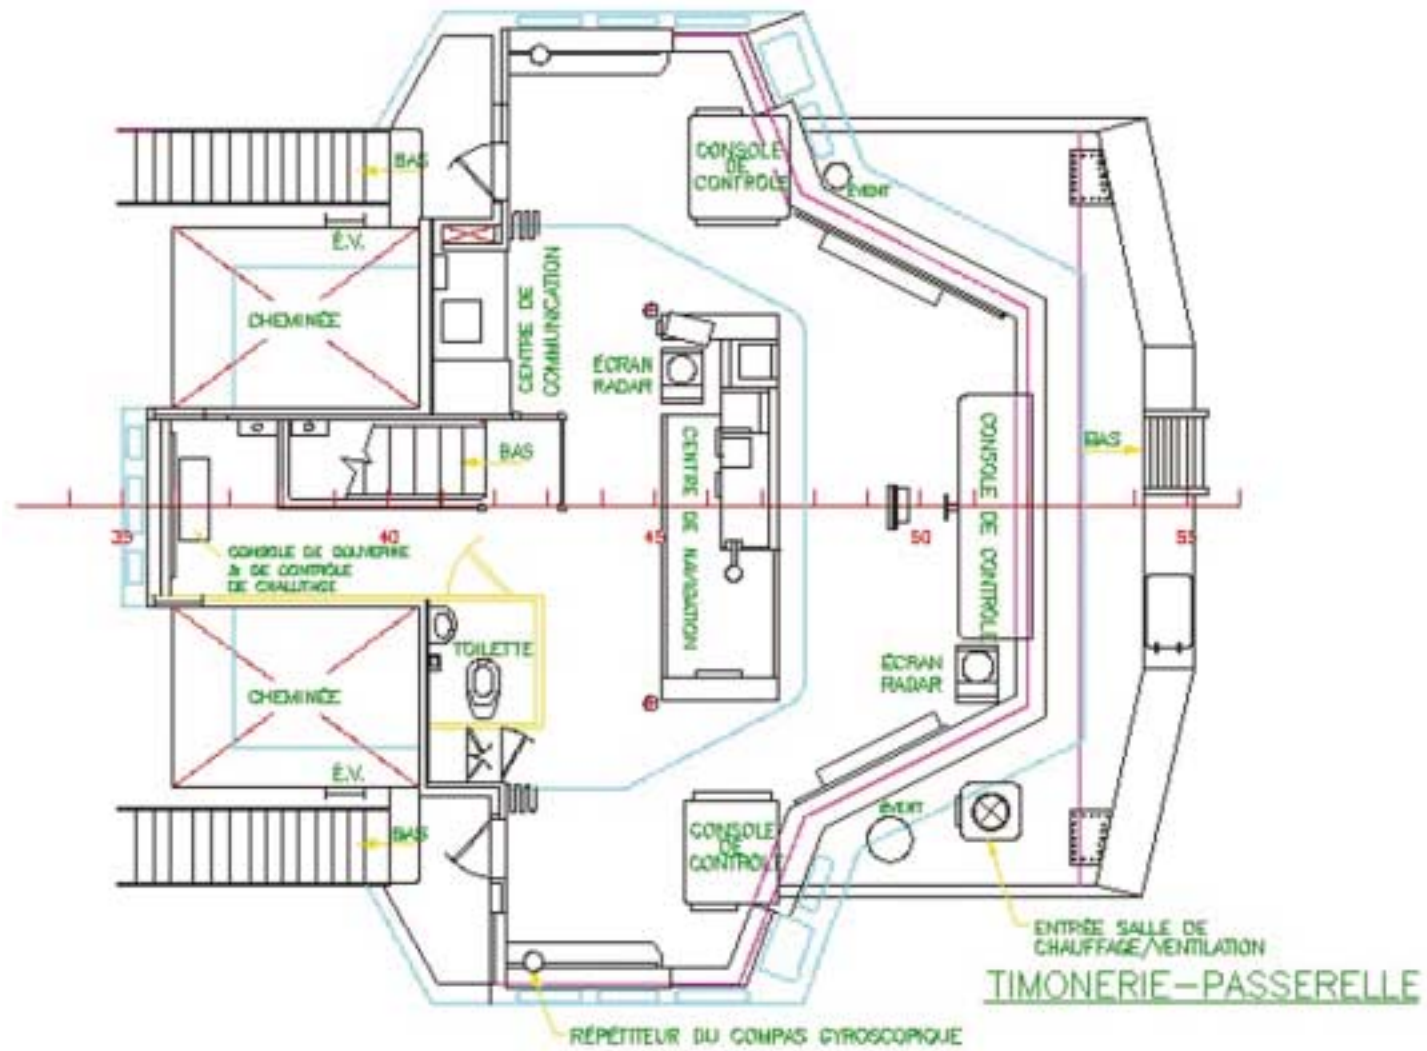 BAS
CONSOLE
DE
CONTRÔLE
ÉVENT
É.V.
CHEMINÉE
CENTRE DE
COMMUNICATION
ÉCRAN
RADAR
BAS
CENTRE DE NAVIGATION
CONSOLE DE CONTRÔLE
BAS
35
40
45
50
55
CONSOLE DE
& DE CONTRÔLE
DE CHALUTAGE
TOILETTE
ÉCRAN
RADAR
CHEMINÉE
É.V.
BAS
CONSOLE
DE
CONTRÔLE
ÉVENT
ENTRÉE SALLE DE
CHAUFFAGE/VENTILATION
TIMONERIE-PASSERELLE
RÉPÉTITEUR DU COMPAS GYROSCOPIQUE